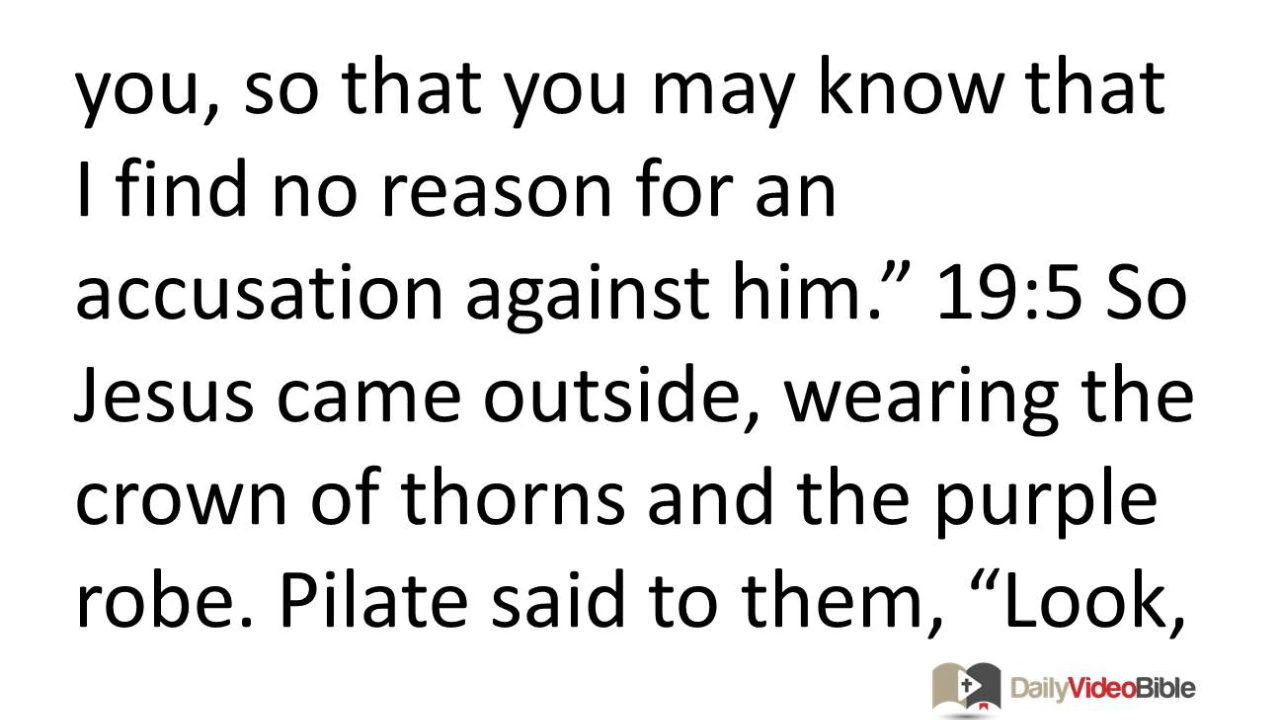 you, so that you may know that
I find no reason for an
accusation against him.” 19:5 So
Jesus came outside, wearing the
crown of thorns and the purple
robe. Pilate said to them, “Look,
DailyVideoBible